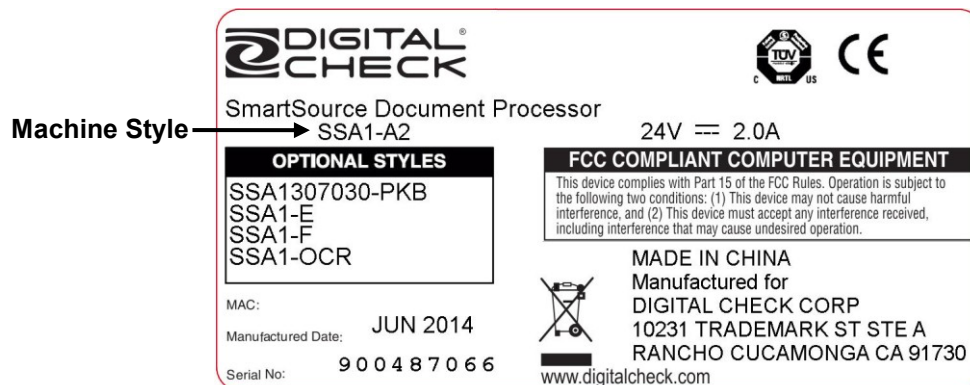 DIGITAL®
CHECK
TÜV
C NRTL US
CE
SmartSource Document Processor
Machine Style
SSA1-A2
24V 2.0A
OPTIONAL STYLES
SSA1307030-PKB
SSA1-E
SSA1-F
SSA1-OCR
FCC COMPLIANT COMPUTER EQUIPMENT
This device complies with Part 15 of the FCC Rules. Operation is subject to
the following two conditions: (1) This device may not cause harmful
interference, and (2) This device must accept any interference received,
including interference that may cause undesired operation.
MAC:
Manufactured Date: JUN 2014
Serial No: 900487066
MADE IN CHINA
Manufactured for
DIGITAL CHECK CORP
10231 TRADEMARK ST STE A
RANCHO CUCAMONGA CA 91730
www.digitalcheck.com